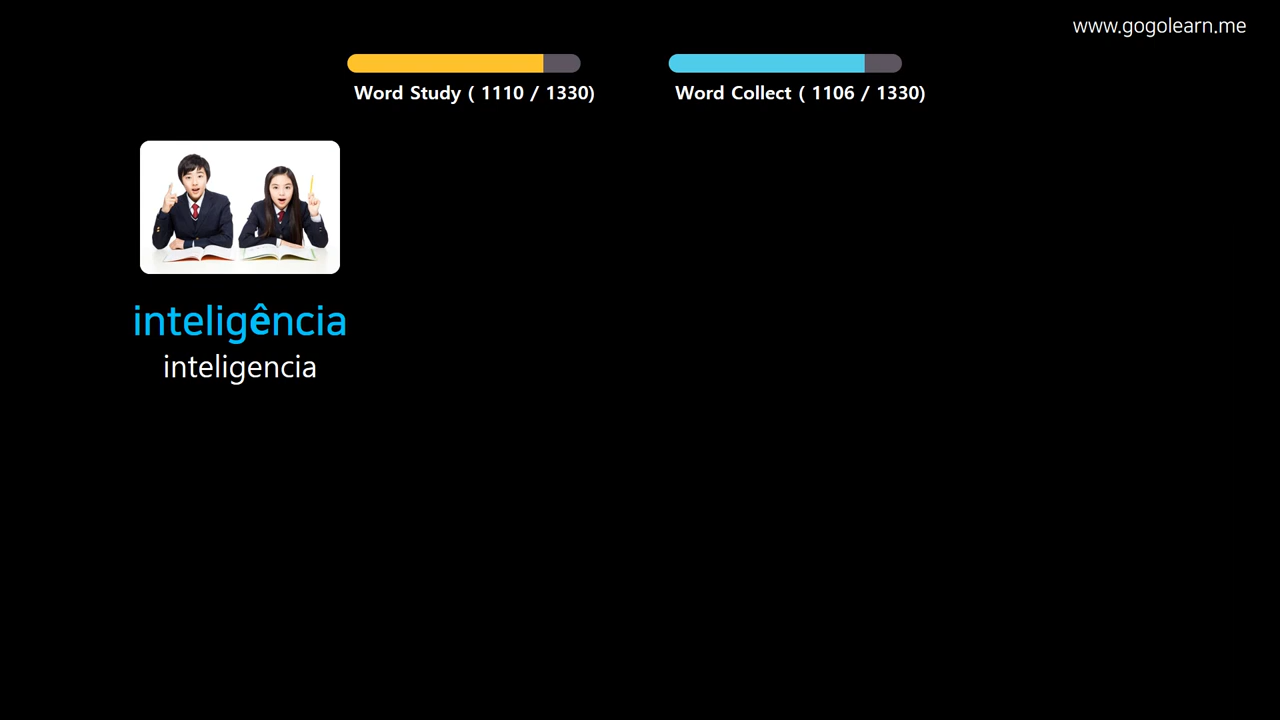 www.gogolearn.me
Word Study ( 1110 / 1330)
Word Collect ( 1106 / 1330)
inteligência
inteligencia